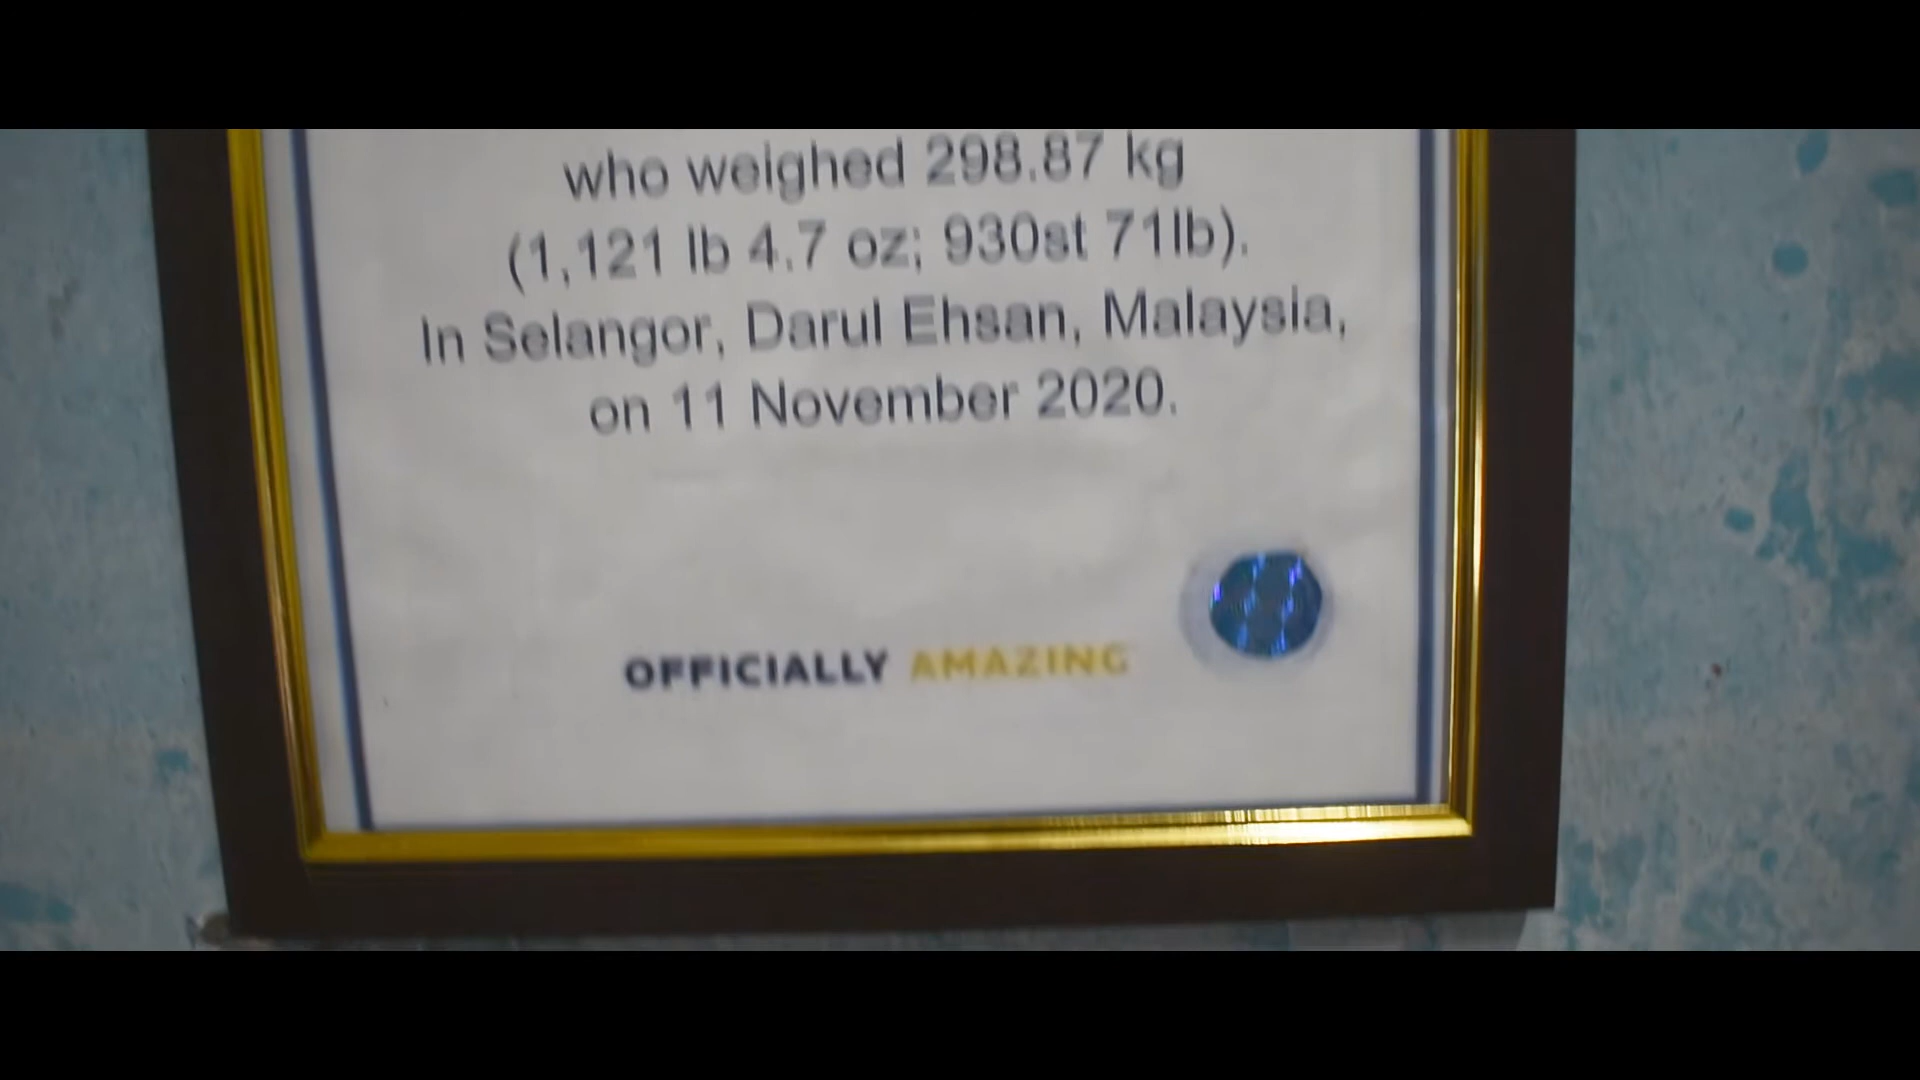 who weighed 298.87 kg
(1,121 lb 4.7 oz; 930st 71lb).
In Selangor, Darul Ehsan, Malaysia,
on 11 November 2020.
OFFICIALLY AMAZING